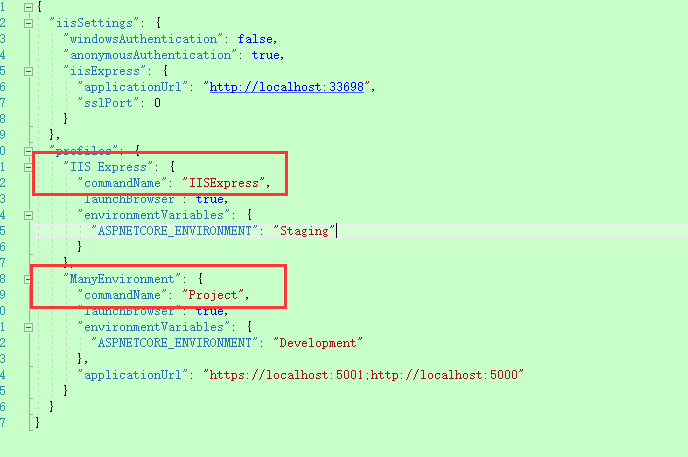 1 {
2 "iisSettings": {
3 "windowsAuthentication": false,
4 "anonymousAuthentication": true,
5 "iisExpress": {
6 "applicationUrl": "http://localhost:33698",
7 "sslPort": 0
8 }
9 },
0 "profiles": {
1 "IIS Express": {
2 "commandName": "IISExpress",
3 "launchBrowser": true,
4 "environmentVariables": {
5 "ASPNETCORE_ENVIRONMENT": "Staging"
6 }
7 },
8 "ManyEnvironment": {
9 "commandName": "Project",
0 "launchBrowser": true,
1 "environmentVariables": {
2 "ASPNETCORE_ENVIRONMENT": "Development"
3 },
4 "applicationUrl": "https://localhost:5001;http://localhost:5000"
5 }
6 }
7 }